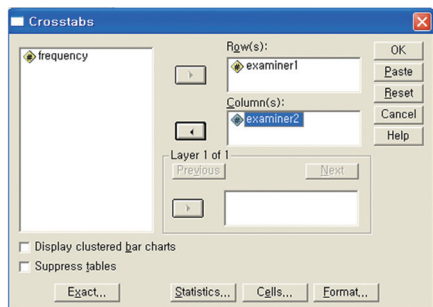 Crosstabs
frequency
Row(s):
examiner1
Column(s):
examiner2
Layer 1 of 1
Previous
Next
OK
Paste
Reset
Cancel
Help
Display clustered bar charts
Suppress tables
Exact...
Statistics...
Cells...
Format...